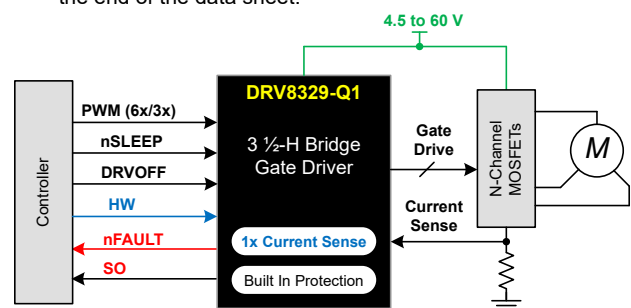 the end of the data sheet.
4.5 to 60 V
DRV8329-Q1
3 ½-H Bridge
Gate Driver
1x Current Sense
Built In Protection
Controller
PWM (6x/3x)
nSLEEP
DRVOFF
HW
nFAULT
SO
Gate
Drive
Current
Sense
N-Channel
MOSFETs
M